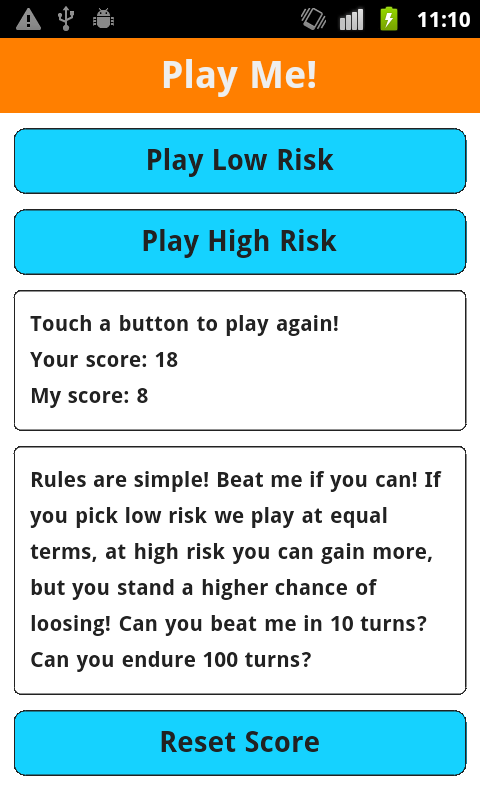 11:10
Play Me!
Play Low Risk
Play High Risk
Touch a button to play again!
Your score: 18
My score: 8
Rules are simple! Beat me if you can! If
you pick low risk we play at equal
terms, at high risk you can gain more,
but you stand a higher chance of
loosing! Can you beat me in 10 turns?
Can you endure 100 turns?
Reset Score